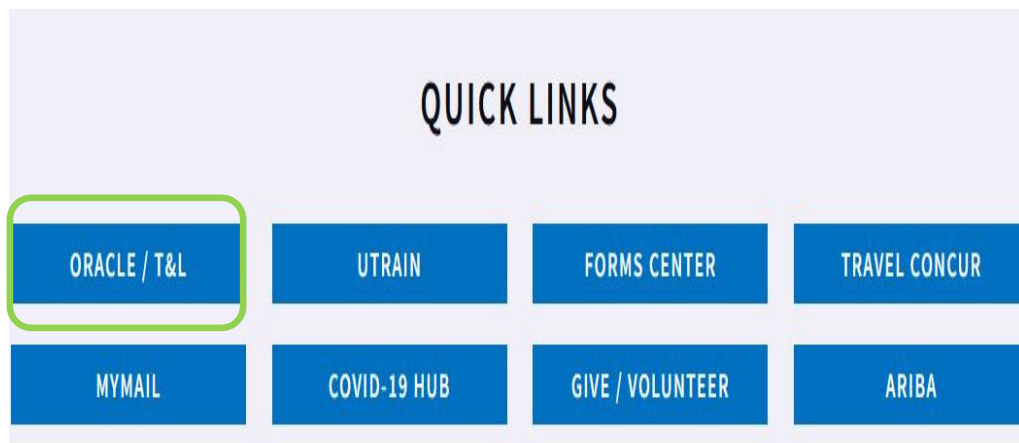 QUICK LINKS
ORACLE / T&L
UTRAIN
FORMS CENTER
TRAVEL CONCUR
MYMAIL
COVID-19 HUB
GIVE / VOLUNTEER
ARIBA